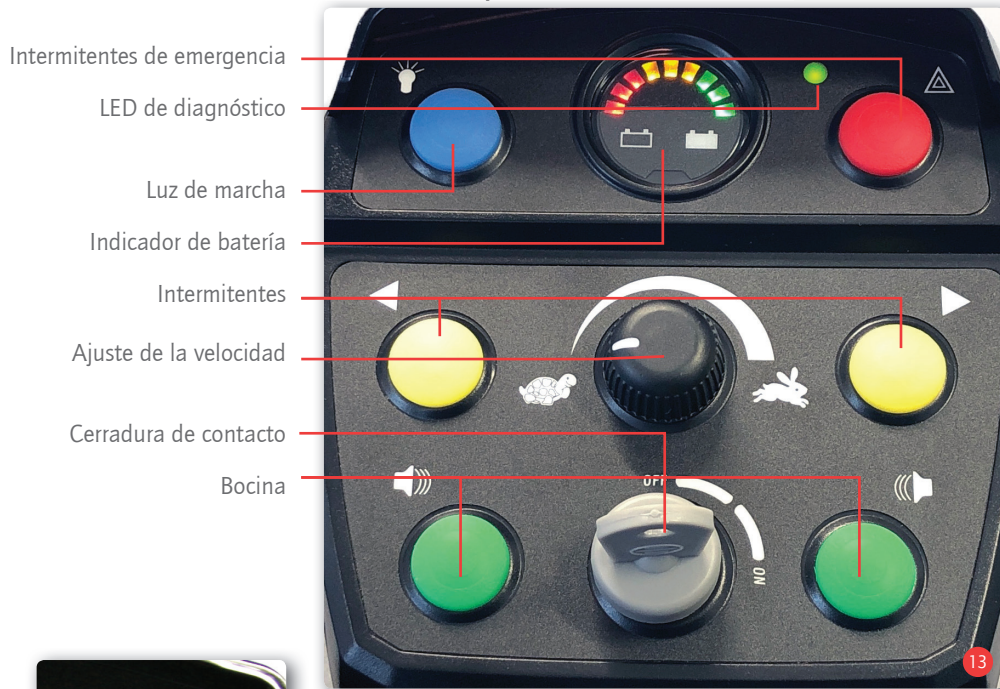 Intermitentes de emergencia
LED de diagnóstico
Luz de marcha
Indicador de batería
Intermitentes
Ajuste de la velocidad
Cerradura de contacto
Bocina
OFF
ON
13